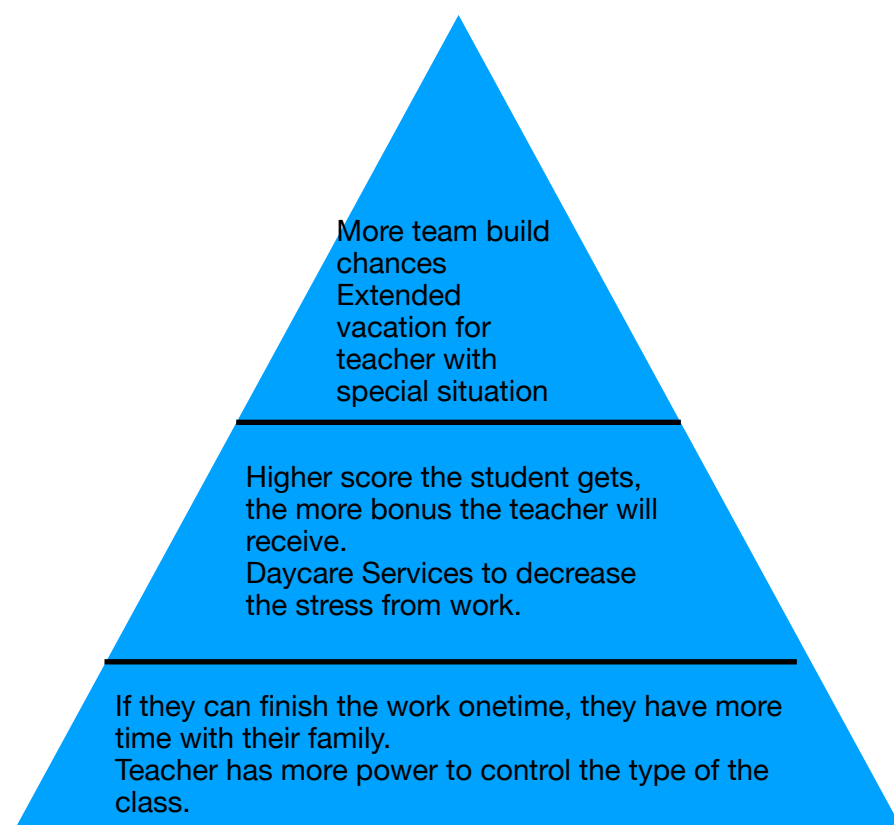 More team build
chances
Extended
vacation for
teacher with
special situation
Higher score the student gets,
the more bonus the teacher will
receive.
Daycare Services to decrease
the stress from work.
If they can finish the work onetime, they have more
time with their family.
Teacher has more power to control the type of the
class.